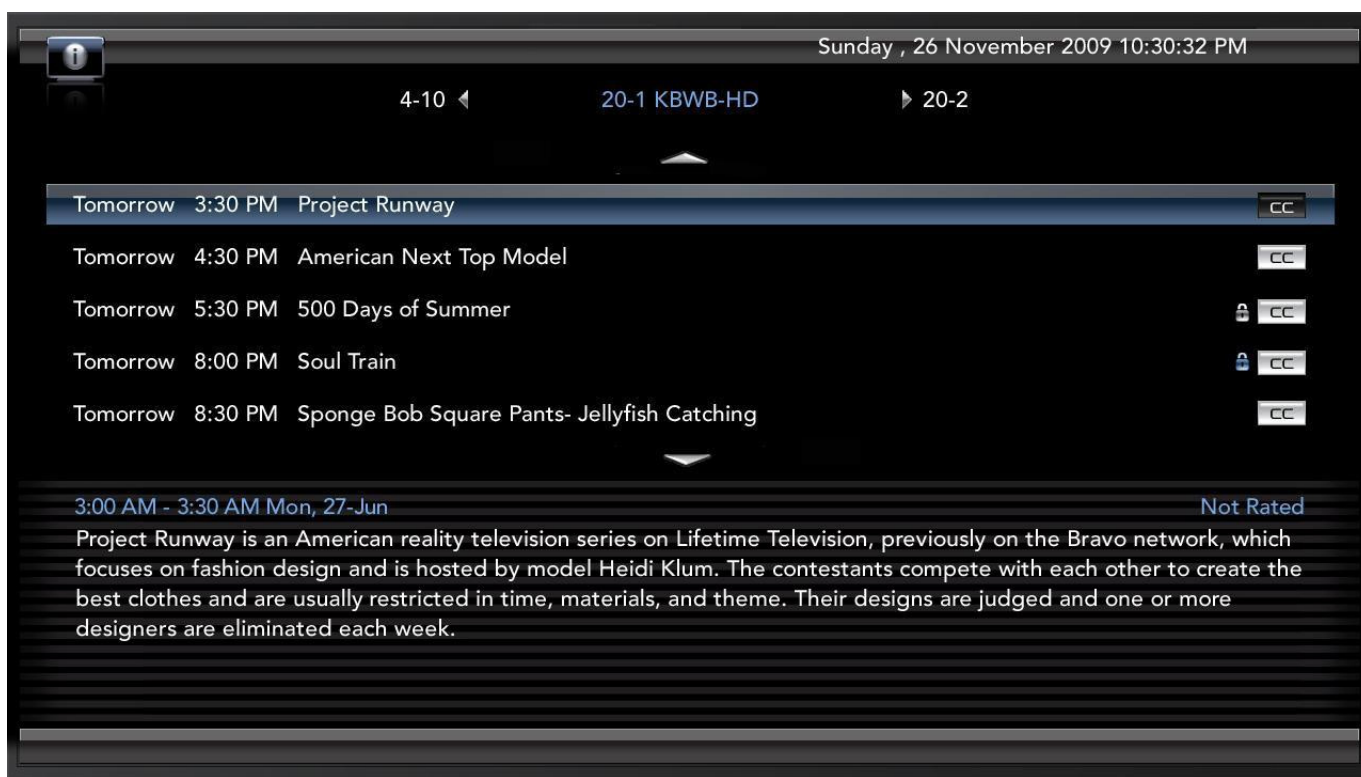 Sunday , 26 November 2009 10:30:32 PM
4-10 20-1 KBWB-HD 20-2
Tomorrow 3:30 PM Project Runway CC
Tomorrow 4:30 PM American Next Top Model CC
Tomorrow 5:30 PM 500 Days of Summer CC
Tomorrow 8:00 PM Soul Train CC
Tomorrow 8:30 PM Sponge Bob Square Pants- Jellyfish Catching CC
3:00 AM - 3:30 AM Mon, 27-Jun Not Rated
Project Runway is an American reality television series on Lifetime Television, previously on the Bravo network, which
focuses on fashion design and is hosted by model Heidi Klum. The contestants compete with each other to create the
best clothes and are usually restricted in time, materials, and theme. Their designs are judged and one or more
designers are eliminated each week.